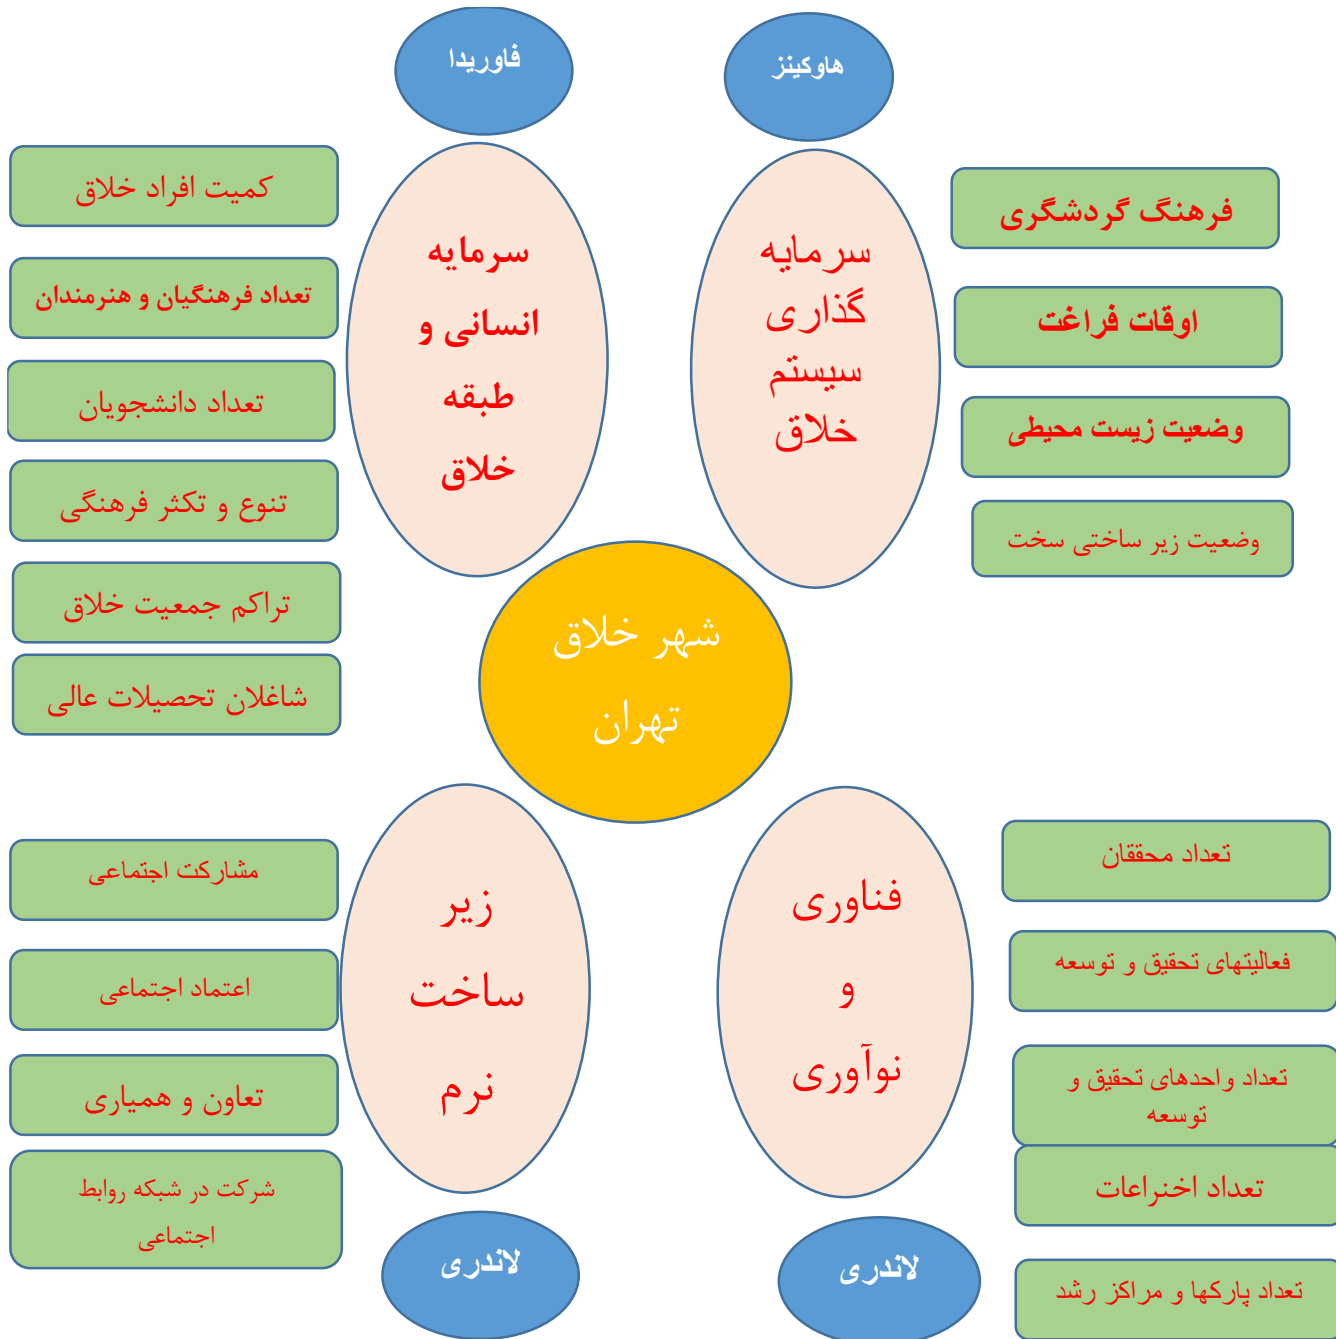 هاوکینز
فاوریدا
سرمایه
گذاری
سیستم
خلاق
سرمایه
انسانی و
طبقه
خلاق
فرهنگ گردشگری
اوقات فراغت
وضعیت زیست محیطی
وضعیت زیر ساختی سخت
کمیت افراد خلاق
تعداد فرهنگیان و هنرمندان
تعداد دانشجویان
تنوع و تکثر فرهنگی
تراکم جمعیت خلاق
شاغلان تحصیلات عالی
شهر خلاق
تهران
فناوری
و
نوآوری
زیر
ساخت
نرم
تعداد محققان
فعالیتهای تحقیق و توسعه
تعداد واحدهای تحقیق و
توسعه
تعداد اخنراعات
تعداد پارکها و مراکز رشد
مشارکت اجتماعی
اعتماد اجتماعی
تعاون و همیاری
شرکت در شبکه روابط
اجتماعی
لاندری
لاندری